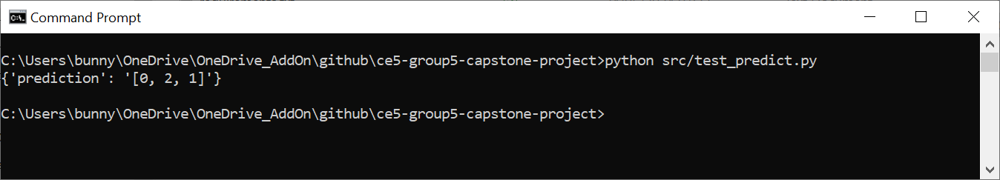 Command Prompt
C:\Users\bunny\OneDrive\OneDrive_AddOn\github\ce5-group5-capstone-project>python src/test_predict.py
{'prediction': '[0, 2, 1]'}
C:\Users\bunny\OneDrive\OneDrive_AddOn\github\ce5-group5-capstone-project>